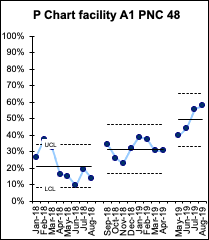 P Chart facility A1 PNC 48
100%
90%
80%
70%
60%
50%
40%
30%
20%
10%
0%
UCL
LCL
Jan-18
Feb-18
Mar-18
Apr-18
May-18
Jun-18
Jul-18
Aug-18
Sep-18
Oct-18
Nov-18
Dec-18
Jan-19
Feb-19
Mar-19
Apr-19
May-19
Jun-19
Jul-19
Aug-19